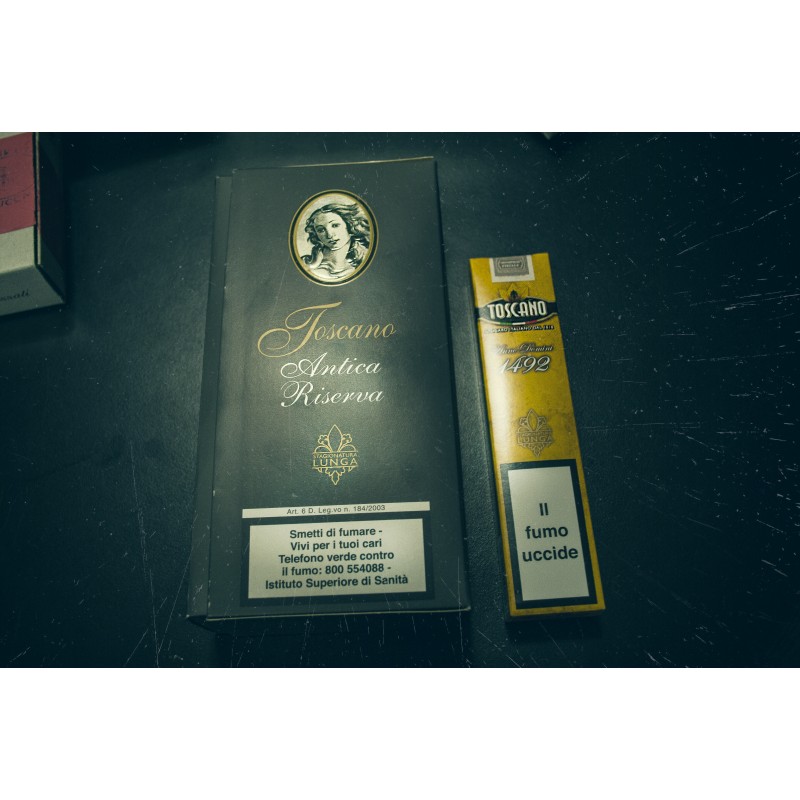 Toscano
Antica
Riserva
STAGIONATURA
LUNGA
Art. 6 D. Leg.vo n. 184/2003
Smetti di fumare -
Vivi per i tuoi cari
Telefono verde contro
il fumo: 800 554088 -
Istituto Superiore di Sanità
TOSCANO
1492
STAGIONATURA
LUNGA
Il
fumo
uccide